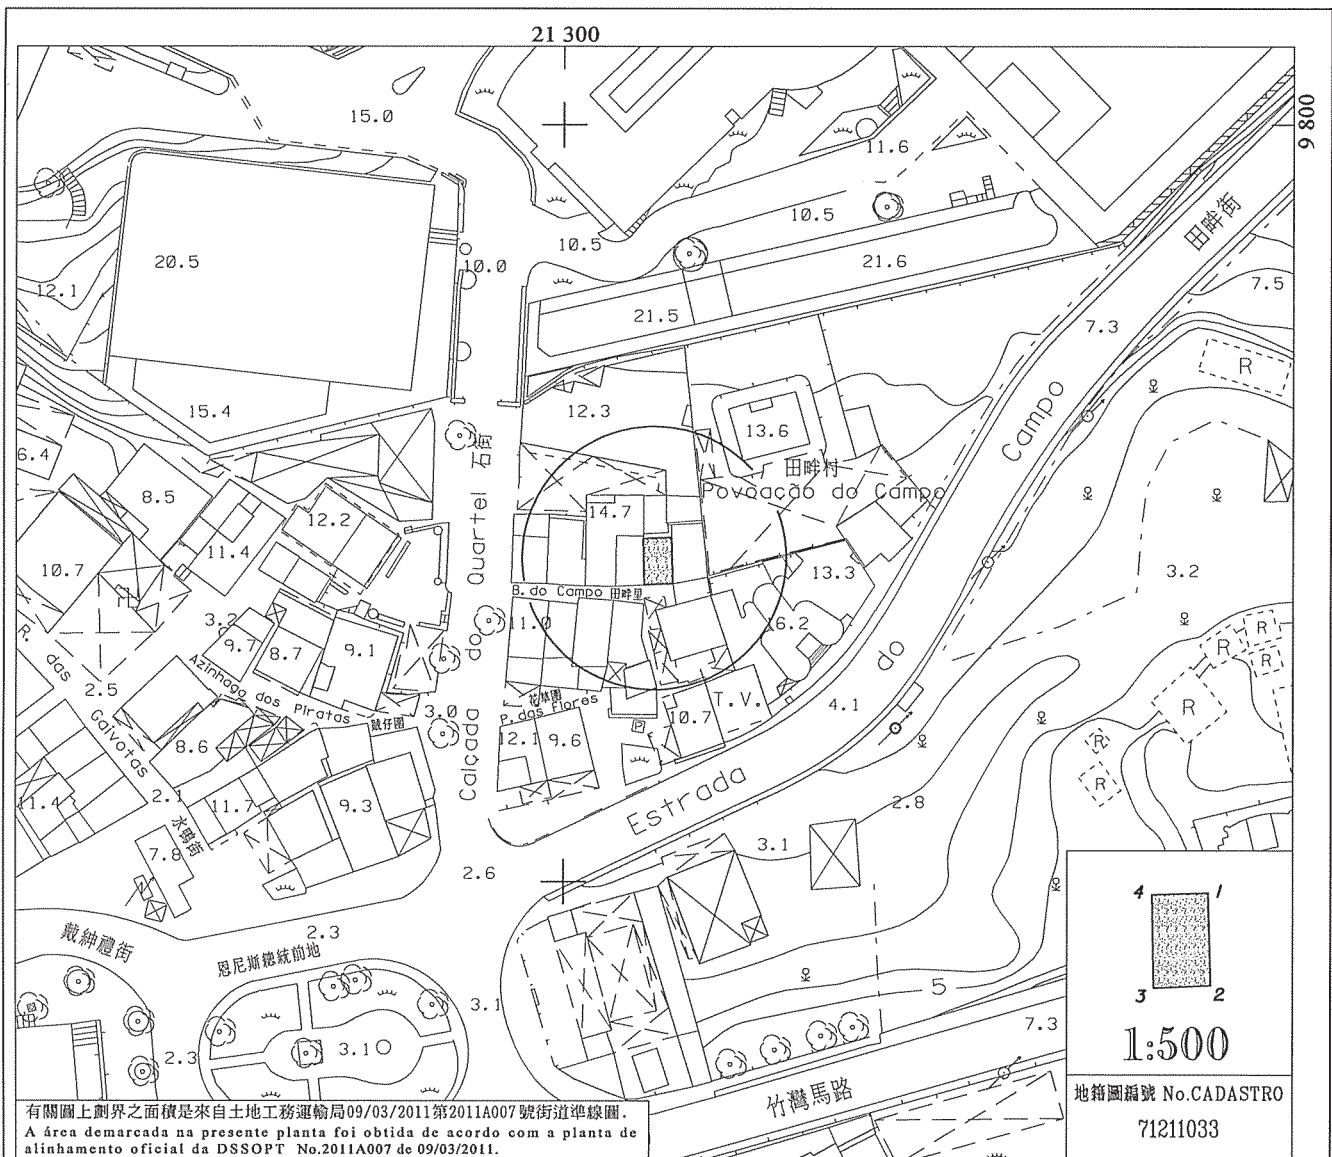 21 300
9 800
15.0
11.6
10.5
10.5
20.5
10.0
21.6
田畔街
12.1
7.5
21.5
7.3
R
15.4
12.3
13.6
Campo
6.4
石街
田畔村
Povoação do Campo
8.5
14.7
12.2
11.4
Quartel
10.7
13.3
3.2
B. do Campo 田畔里
3.2
11.0
16.2
R
R
R
9.7
8.7
9.1
do
do
R.
das
Gaivotas
Azinhaga dos Piratas
2.5
花草園
P. das Flores
T.V.
4.1
R
3.0
10.7
8.6
12.1
9.6
R
R
Calçada
Estrada
2.1
11.4
11.7
9.3
2.8
水鴨街
7.8
3.1
2.6
4
1
戴紳禮街
2.3
恩尼斯總統前地
3.1
5
3
2
7.3
1:500
2.3
3.1
竹灣馬路
地籍圖編號 No.CADASTRO
71211033
有關圖上劃界之面積是來自土地工務運輸局09/03/2011第2011A007號街道準線圖.
A área demarcada na presente planta foi obtida de acordo com a planta de
alinhamento oficial da DSSOPT No.2011A007 de 09/03/2011.